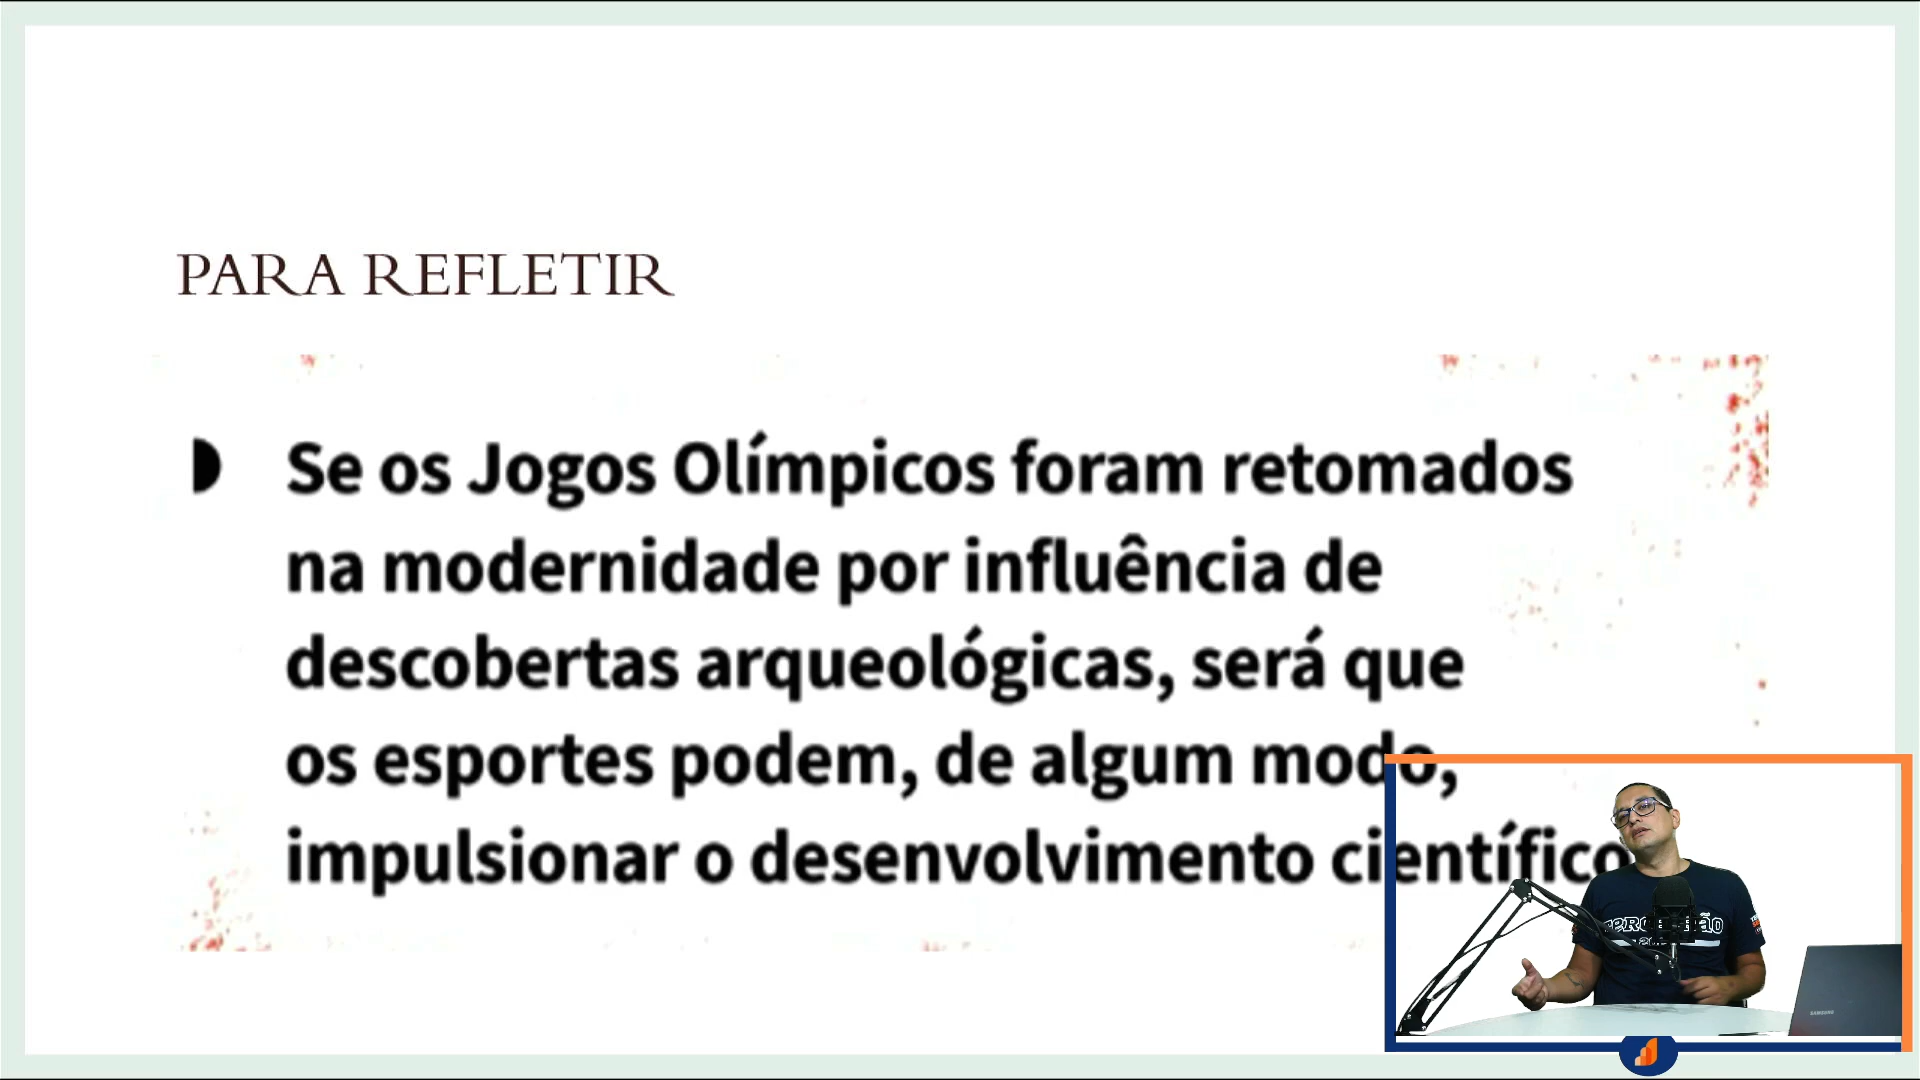 PARA REFLETIR
Se os Jogos Olímpicos foram retomados
na modernidade por influência de
descobertas arqueológicas, será que
os esportes podem, de algum modo,
impulsionar o desenvolvimento científico
SAMSUNG